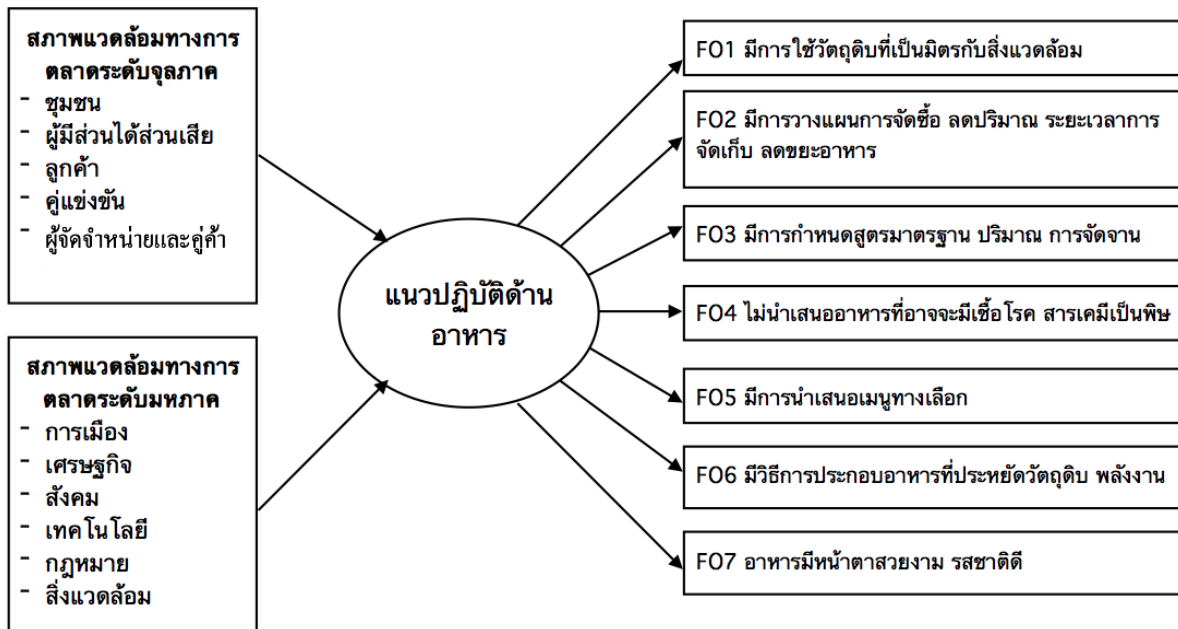 สภาพแวดล้อมทางการ
ตลาดระดับจุลภาค
- ชุมชน
- ผู้มีส่วนได้ส่วนเสีย
- ลูกค้า
- คู่แข่งขัน
- ผู้จัดจำหน่ายและคู่ค้า
สภาพแวดล้อมทางการ
ตลาดระดับมหภาค
- การเมือง
- เศรษฐกิจ
- สังคม
- เทคโนโลยี
- กฎหมาย
- สิ่งแวดล้อม
แนวปฏิบัติด้าน
อาหาร
FO1 มีการใช้วัตถุดิบที่เป็นมิตรกับสิ่งแวดล้อม
FO2 มีการวางแผนการจัดซื้อ ลดปริมาณ ระยะเวลาการ
จัดเก็บ ลดขยะอาหาร
FO3 มีการกำหนดสูตรมาตรฐาน ปริมาณ การจัดจาน
FO4 ไม่นำเสนออาหารที่อาจจะมีเชื้อโรค สารเคมีเป็นพิษ
FO5 มีการนำเสนอเมนูทางเลือก
FO6 มีวิธีการประกอบอาหารที่ประหยัดวัตถุดิบ พลังงาน
FO7 อาหารมีหน้าตาสวยงาม รสชาติดี